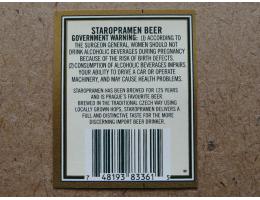 STAROPRAMEN BEER
GOVERNMENT WARNING: (1) ACCORDING TO
THE SURGEON GENERAL, WOMEN SHOULD NOT
DRINK ALCOHOLIC BEVERAGES DURING PREGNANCY
BECAUSE OF THE RISK OF BIRTH DEFECTS.
(2) CONSUMPTION OF ALCOHOLIC BEVERAGES IMPAIRS
YOUR ABILITY TO DRIVE A CAR OR OPERATE
MACHINERY, AND MAY CAUSE HEALTH PROBLEMS.
STAROPRAMEN HAS BEEN BREWED FOR 125 YEARS
AND IS PRAGUE'S FAVOURITE BEER.
BREWED IN THE TRADITIONAL CZECH WAY USING
LOCALLY GROWN HOPS, STAROPRAMEN DELIVERS A
FULL AND DISTINCTIVE TASTE FOR THE MORE
DISCERNING IMPORT BEER DRINKER.
7 48193 83361 5